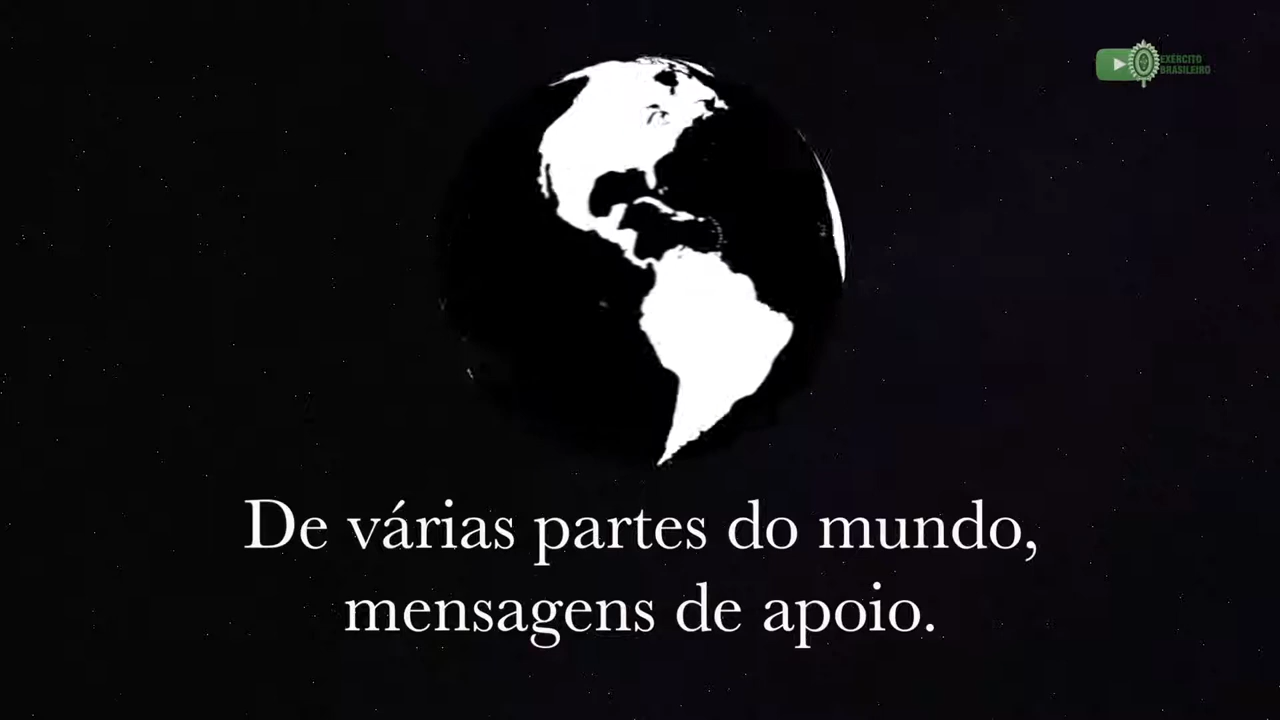 EXÉRCITO
BRASILEIRO
De várias partes do mundo,
mensagens de apoio.